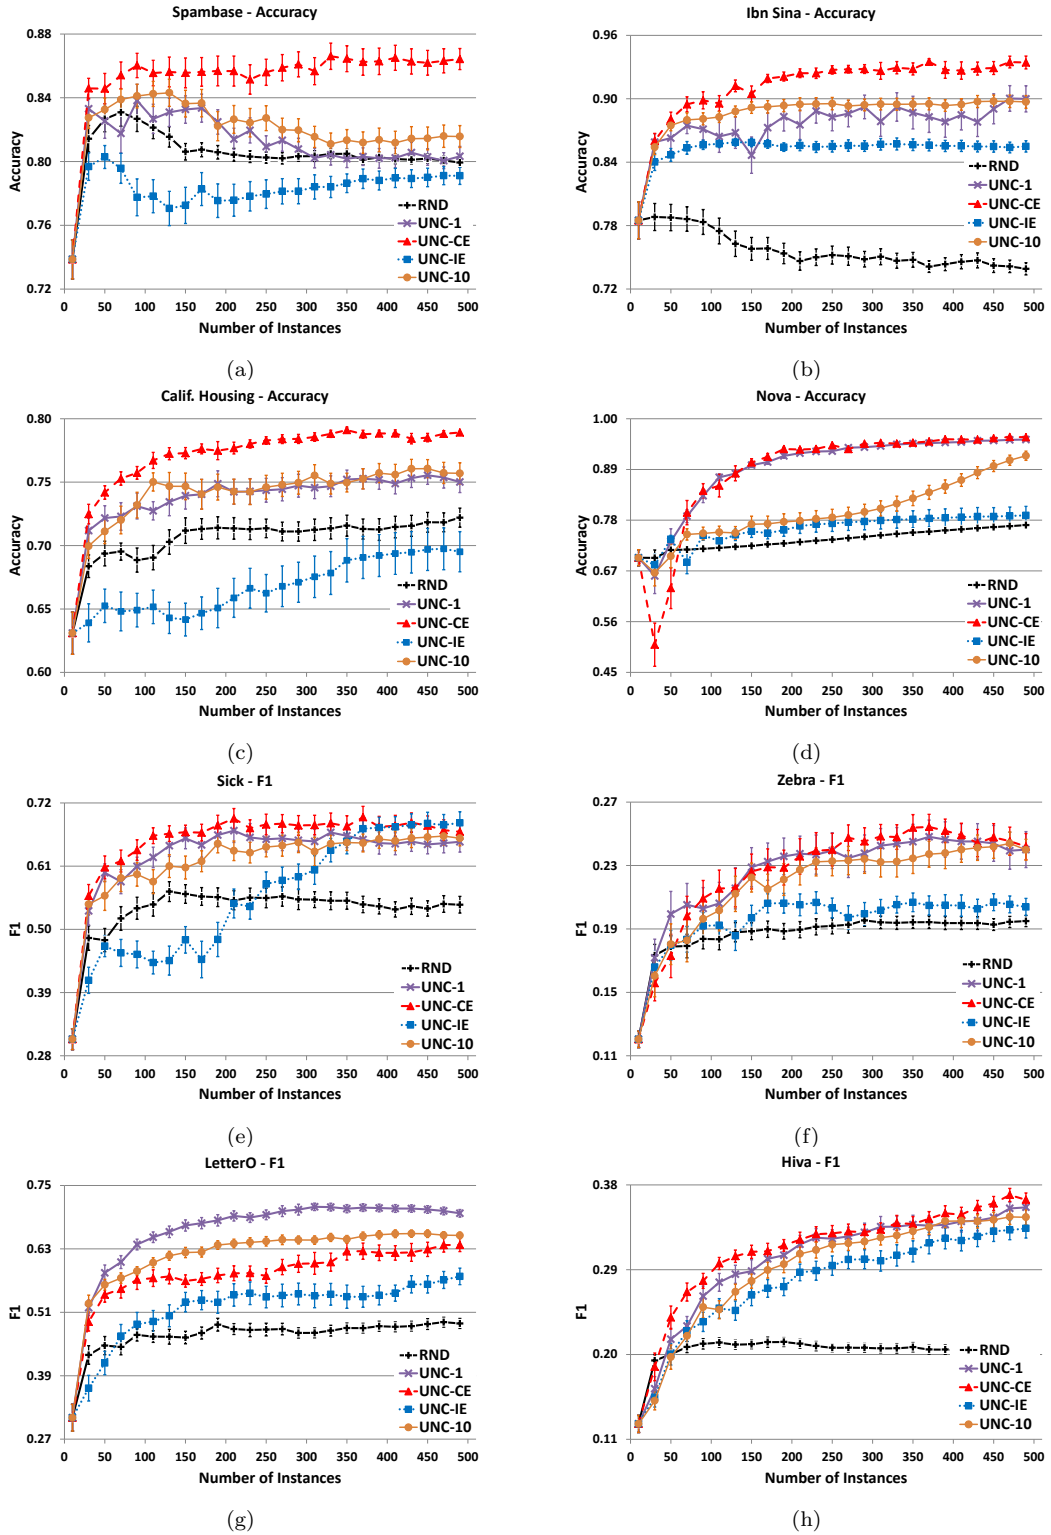 Spambase - Accuracy
0.88
0.84
0.80
0.76
0.72
Accuracy
RND
UNC-1
UNC-CE
UNC-IE
UNC-10
0 50 100 150 200 250 300 350 400 450 500
Number of Instances
(a)
Ibn Sina - Accuracy
0.96
0.90
0.84
0.78
0.72
Accuracy
RND
UNC-1
UNC-CE
UNC-IE
UNC-10
0 50 100 150 200 250 300 350 400 450 500
Number of Instances
(b)
Calif. Housing - Accuracy
0.80
0.75
0.70
0.65
0.60
Accuracy
RND
UNC-1
UNC-CE
UNC-IE
UNC-10
0 50 100 150 200 250 300 350 400 450 500
Number of Instances
(c)
Nova - Accuracy
1.00
0.89
0.78
0.67
0.56
0.45
Accuracy
RND
UNC-1
UNC-CE
UNC-IE
UNC-10
0 50 100 150 200 250 300 350 400 450 500
Number of Instances
(d)
Sick - F1
0.72
0.61
0.50
0.39
0.28
F1
RND
UNC-1
UNC-CE
UNC-IE
UNC-10
0 50 100 150 200 250 300 350 400 450 500
Number of Instances
(e)
Zebra - F1
0.27
0.23
0.19
0.15
0.11
F1
RND
UNC-1
UNC-CE
UNC-IE
UNC-10
0 50 100 150 200 250 300 350 400 450 500
Number of Instances
(f)
LetterO - F1
0.75
0.63
0.51
0.39
0.27
F1
RND
UNC-1
UNC-CE
UNC-IE
UNC-10
0 50 100 150 200 250 300 350 400 450 500
Number of Instances
(g)
Hiva - F1
0.38
0.29
0.20
0.11
F1
RND
UNC-1
UNC-CE
UNC-IE
UNC-10
0 50 100 150 200 250 300 350 400 450 500
Number of Instances
(h)